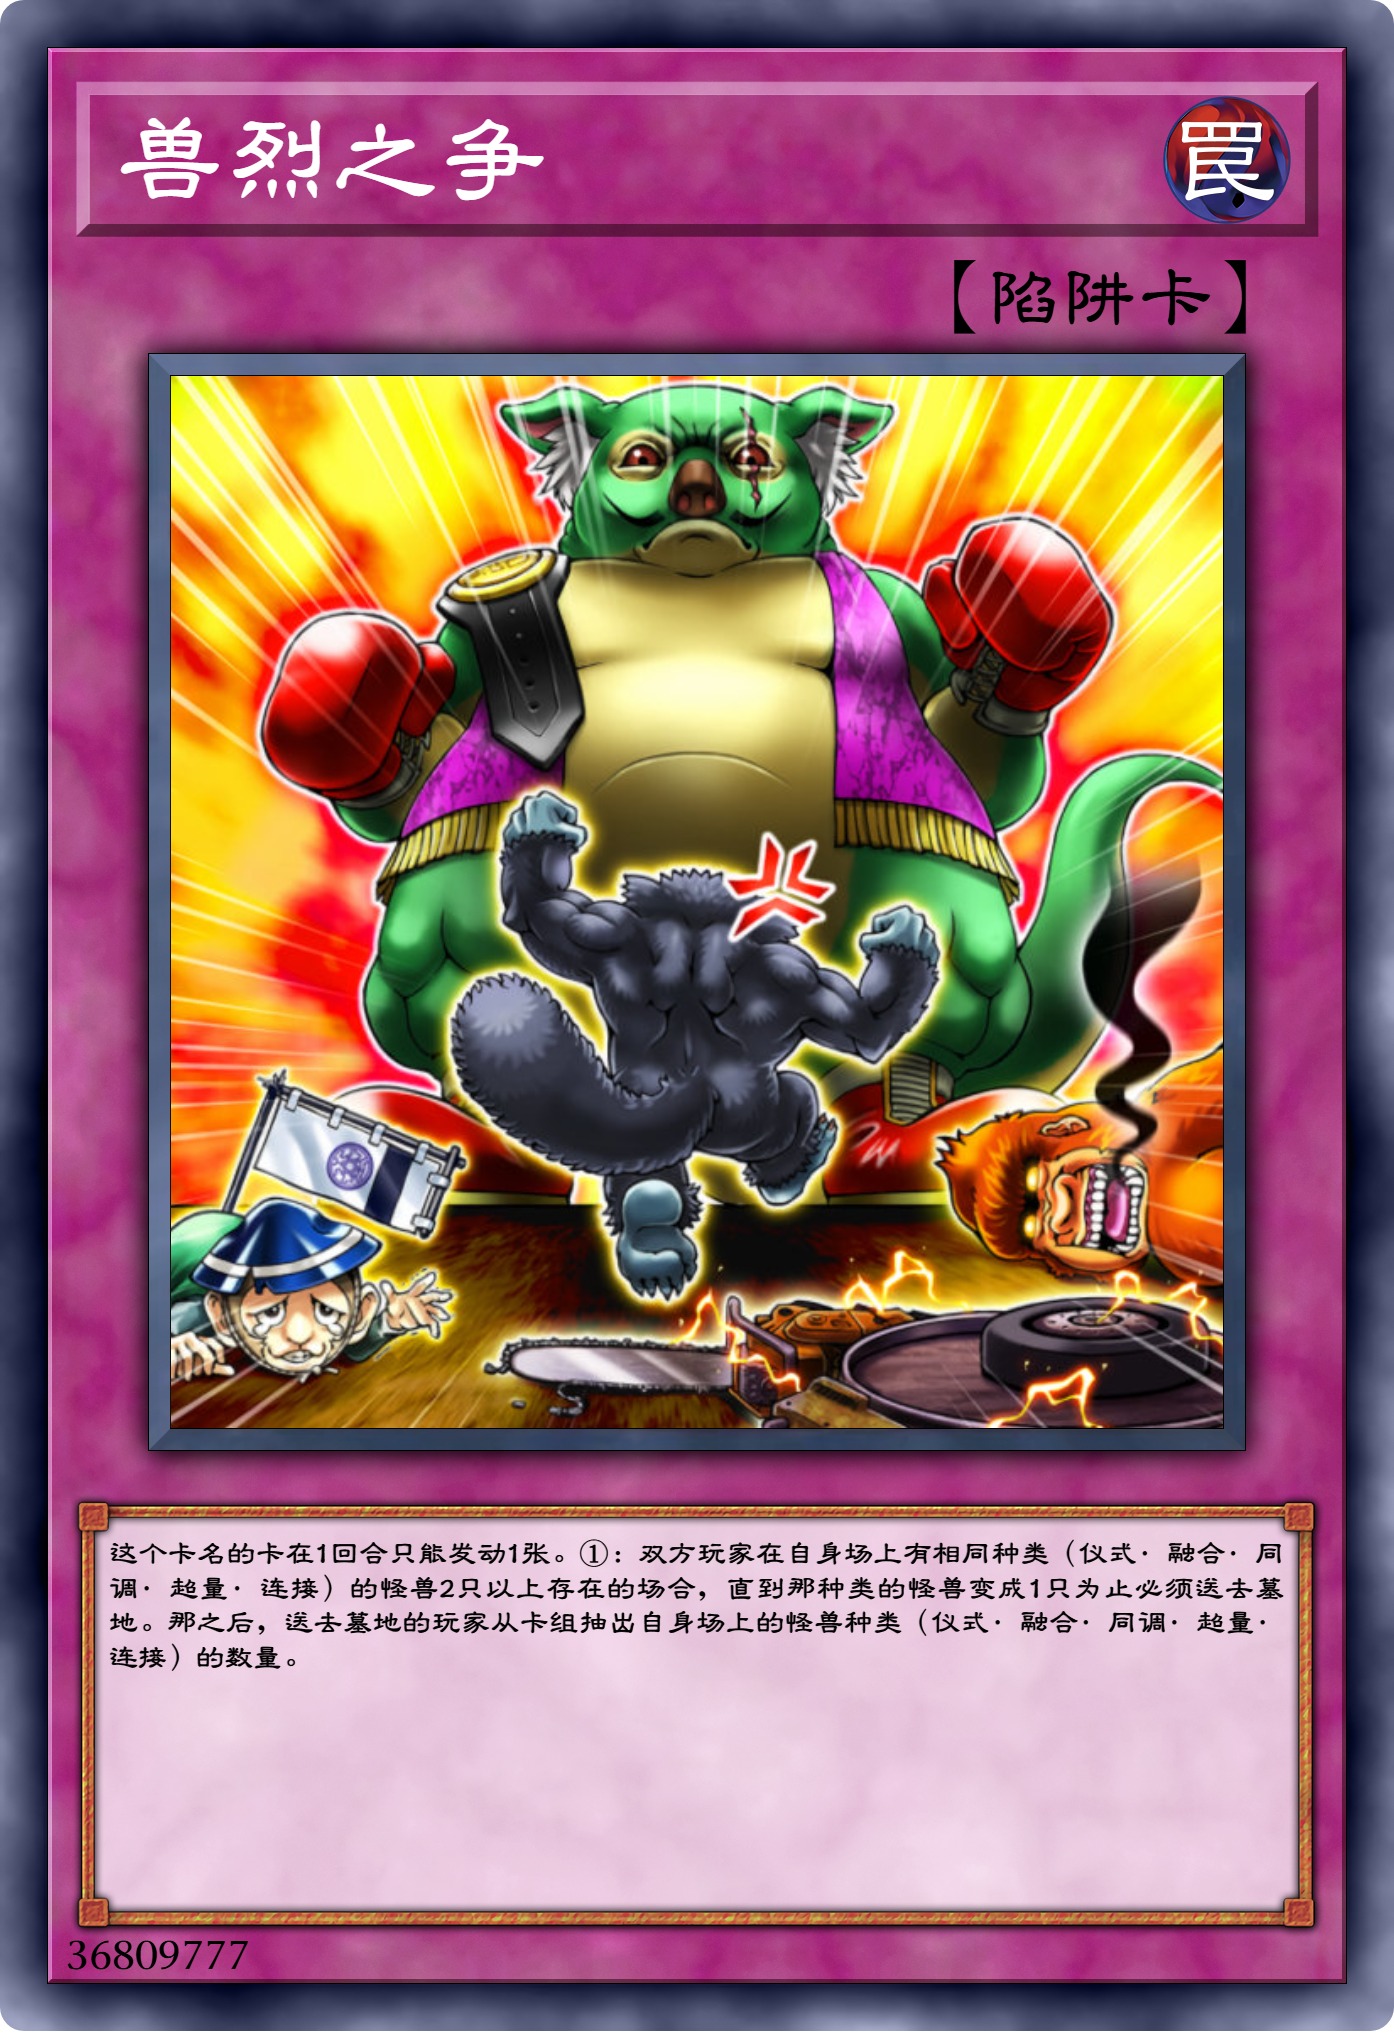 兽烈之争
罠
【陷阱卡】
这个卡名的卡在1回合只能发动1张。①：双方玩家在自身场上有相同种类（仪式·融合·同
调·超量·连接）的怪兽2只以上存在的场合，直到那种类的怪兽变成1只为止必须送去墓
地。那之后，送去墓地的玩家从卡组抽出自身场上的怪兽种类（仪式·融合·同调·超量·
连接）的数量。
36809777